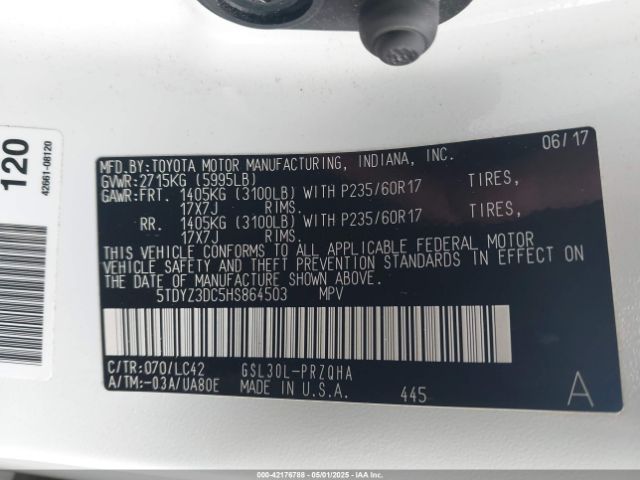 120
42661-08120
MFD.BY:TOYOTA MOTOR MANUFACTURING, INDIANA, INC. 06/17
GVWR:2715KG (5995LB)
GAWR:FRT. 1405KG (3100LB) WITH P235/60R17 TIRES,
17X7J RIMS.
RR. 1405KG (3100LB) WITH P235/60R17 TIRES,
17X7J RIMS.
THIS VEHICLE CONFORMS TO ALL APPLICABLE FEDERAL MOTOR
VEHICLE SAFETY AND THEFT PREVENTION STANDARDS IN EFFECT ON
THE DATE OF MANUFACTURE SHOWN ABOVE.
5TDYZ3DC5HS864503 MPV
C/TR:070/LC42 GSL30L-PRZQHA
A/TM:-03A/UA80E MADE IN U.S.A. 445 A
000-42176788 - 05/01/2025 - COPYRIGHT IAA